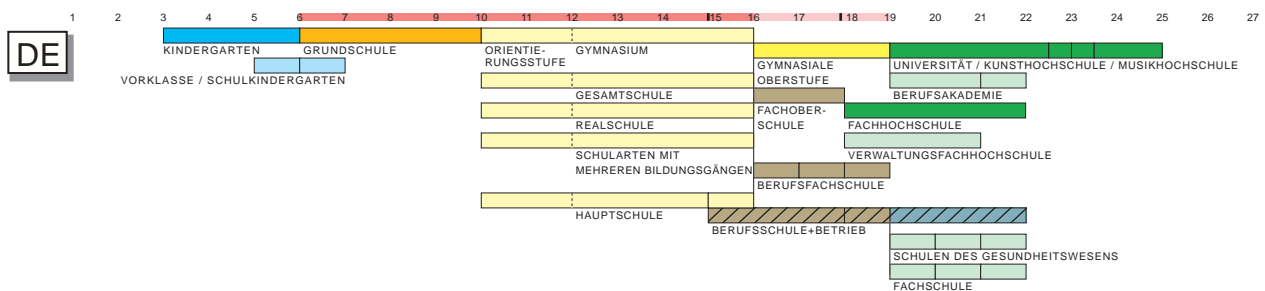 1 2 3 4 5 6 7 8 9 10 11 12 13 14 15 16 17 18 19 20 21 22 23 24 25 26 27
DE
KINDERGARTEN GRUNDSCHULE ORIENTIE- GYMNASIUM
RUNGSSTUFE GYMNASIALE UNIVERSITÄT / KUNSTHOCHSCHULE / MUSIKHOCHSCHULE
VORKLASSE / SCHULKINDERGARTEN OBERSTUFE
GESAMTSCHULE BERUFSAKADEMIE
FACHOBER-
REALSCHULE SCHULE FACHHOCHSCHULE
SCHULARTEN MIT VERWALTUNGSFACHHOCHSCHULE
MEHREREN BILDUNGSGÄNGEN
BERUFSFACHSCHULE
HAUPTSCHULE
BERUFSSCHULE+BETRIEB
SCHULEN DES GESUNDHEITSWESENS
FACHSCHULE